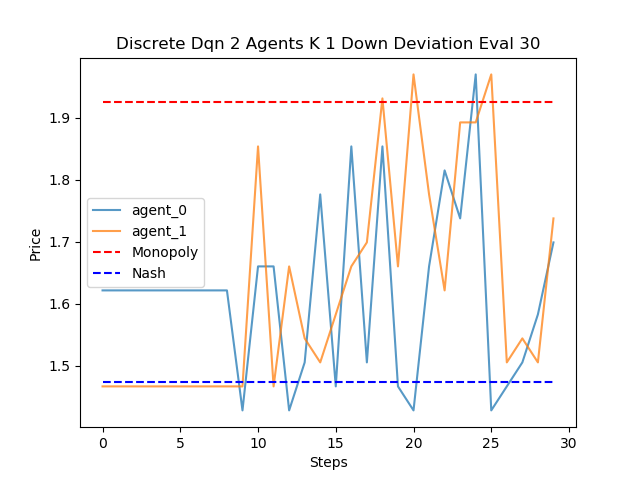 Discrete Dqn 2 Agents K 1 Down Deviation Eval 30
Price
1.9
1.8
1.7
1.6
1.5
agent_0
agent_1
Monopoly
Nash
0 5 10 15 20 25 30
Steps